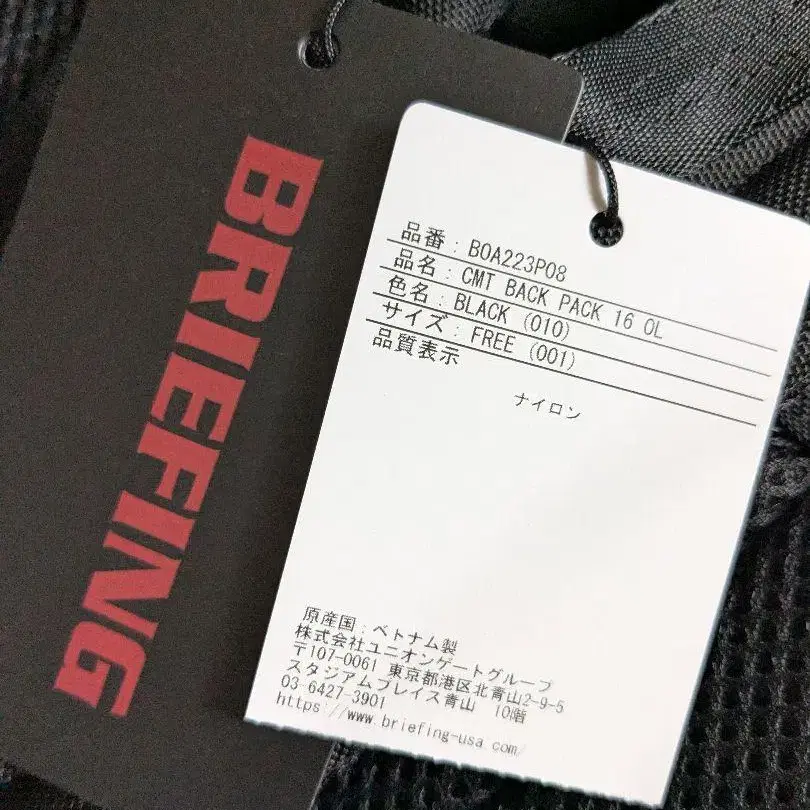 BRIEFING
品番：BOA223P08
品名：CMT BACK PACK 16 OL
色名：BLACK (010)
サイズ：FREE (001)
品質表示
ナイロン
原産国：ベトナム製
株式会社ユニオンゲートグループ
〒107-0061 東京都港区北青山2-9-5
スタジアムプレイス青山 10階
03-6427-3901
https://www.briefing-usa.com/